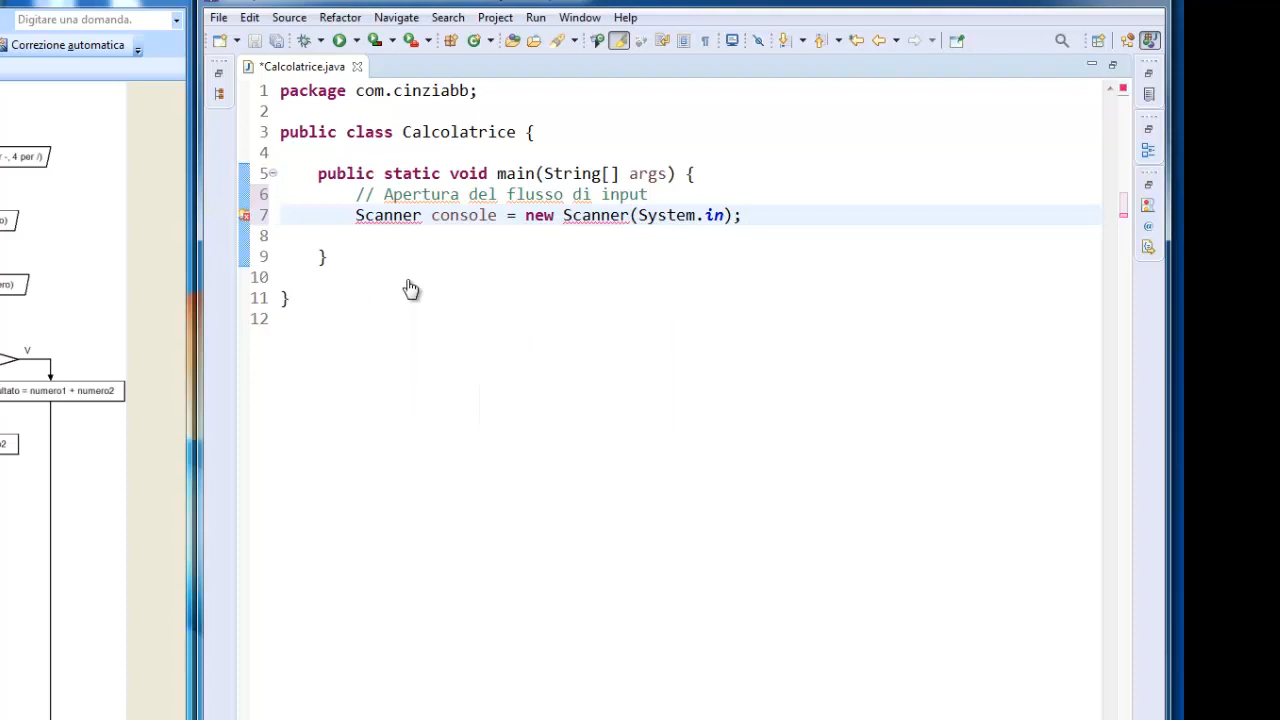 Digitare una domanda.
Correzione automatica
-, 4 per /)
o)
ero)
V
ultato = numero1 + numero2
o2
File Edit Source Refactor Navigate Search Project Run Window Help
*Calcolatrice.java
1 package com.cinziabb;
2
3 public class Calcolatrice {
4
5 public static void main(String[] args) {
6 // Apertura del flusso di input
7 Scanner console = new Scanner(System.in);
8
9 }
10
11 }
12